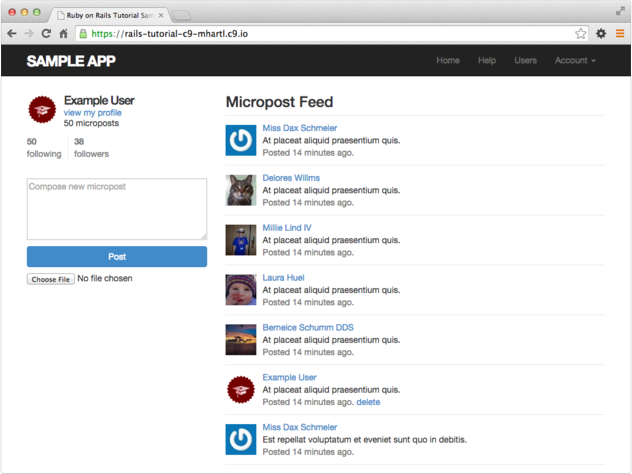 Ruby on Rails Tutorial Sam
https://rails-tutorial-c9-mhartl.c9.io
SAMPLE APP
Home Help Users Account
Example User
view my profile
50 microposts
50 38
following followers
Compose new micropost
Post
Choose File No file chosen
Micropost Feed
Miss Dax Schmeler
At placeat aliquid praesentium quis.
Posted 14 minutes ago.
Delores Willms
At placeat aliquid praesentium quis.
Posted 14 minutes ago.
Millie Lind IV
At placeat aliquid praesentium quis.
Posted 14 minutes ago.
Laura Huel
At placeat aliquid praesentium quis.
Posted 14 minutes ago.
Berneice Schumm DDS
At placeat aliquid praesentium quis.
Posted 14 minutes ago.
Example User
At placeat aliquid praesentium quis.
Posted 14 minutes ago. delete
Miss Dax Schmeler
Est repellat voluptatum et eveniet sunt quo in debitis.
Posted 14 minutes ago.